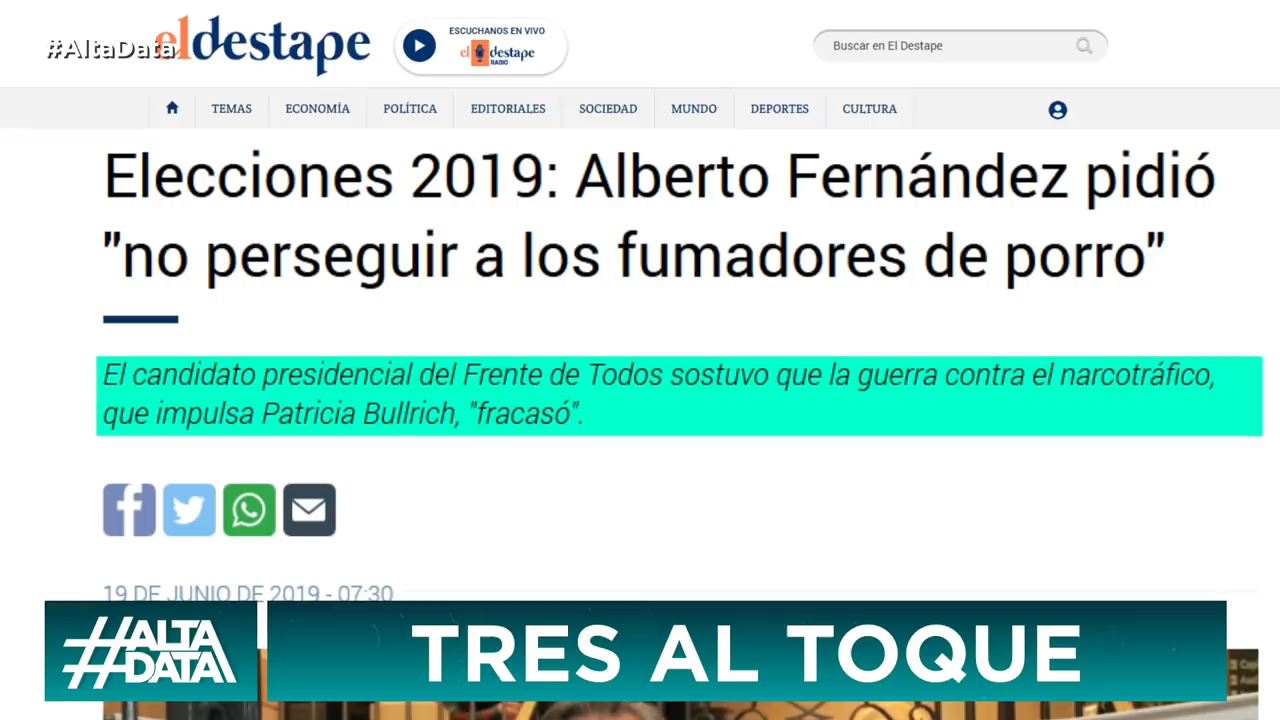 #AltaData
eldestape
ESCUCHANOS EN VIVO
el destape
RADIO
Buscar en El Destape
TEMAS ECONOMÍA POLÍTICA EDITORIALES SOCIEDAD MUNDO DEPORTES CULTURA
Elecciones 2019: Alberto Fernández pidió
"no perseguir a los fumadores de porro"
El candidato presidencial del Frente de Todos sostuvo que la guerra contra el narcotráfico,
que impulsa Patricia Bullrich, "fracasó".
19 DE JUNIO DE 2019 - 07:30
#ALTA
DATA
TRES AL TOQUE